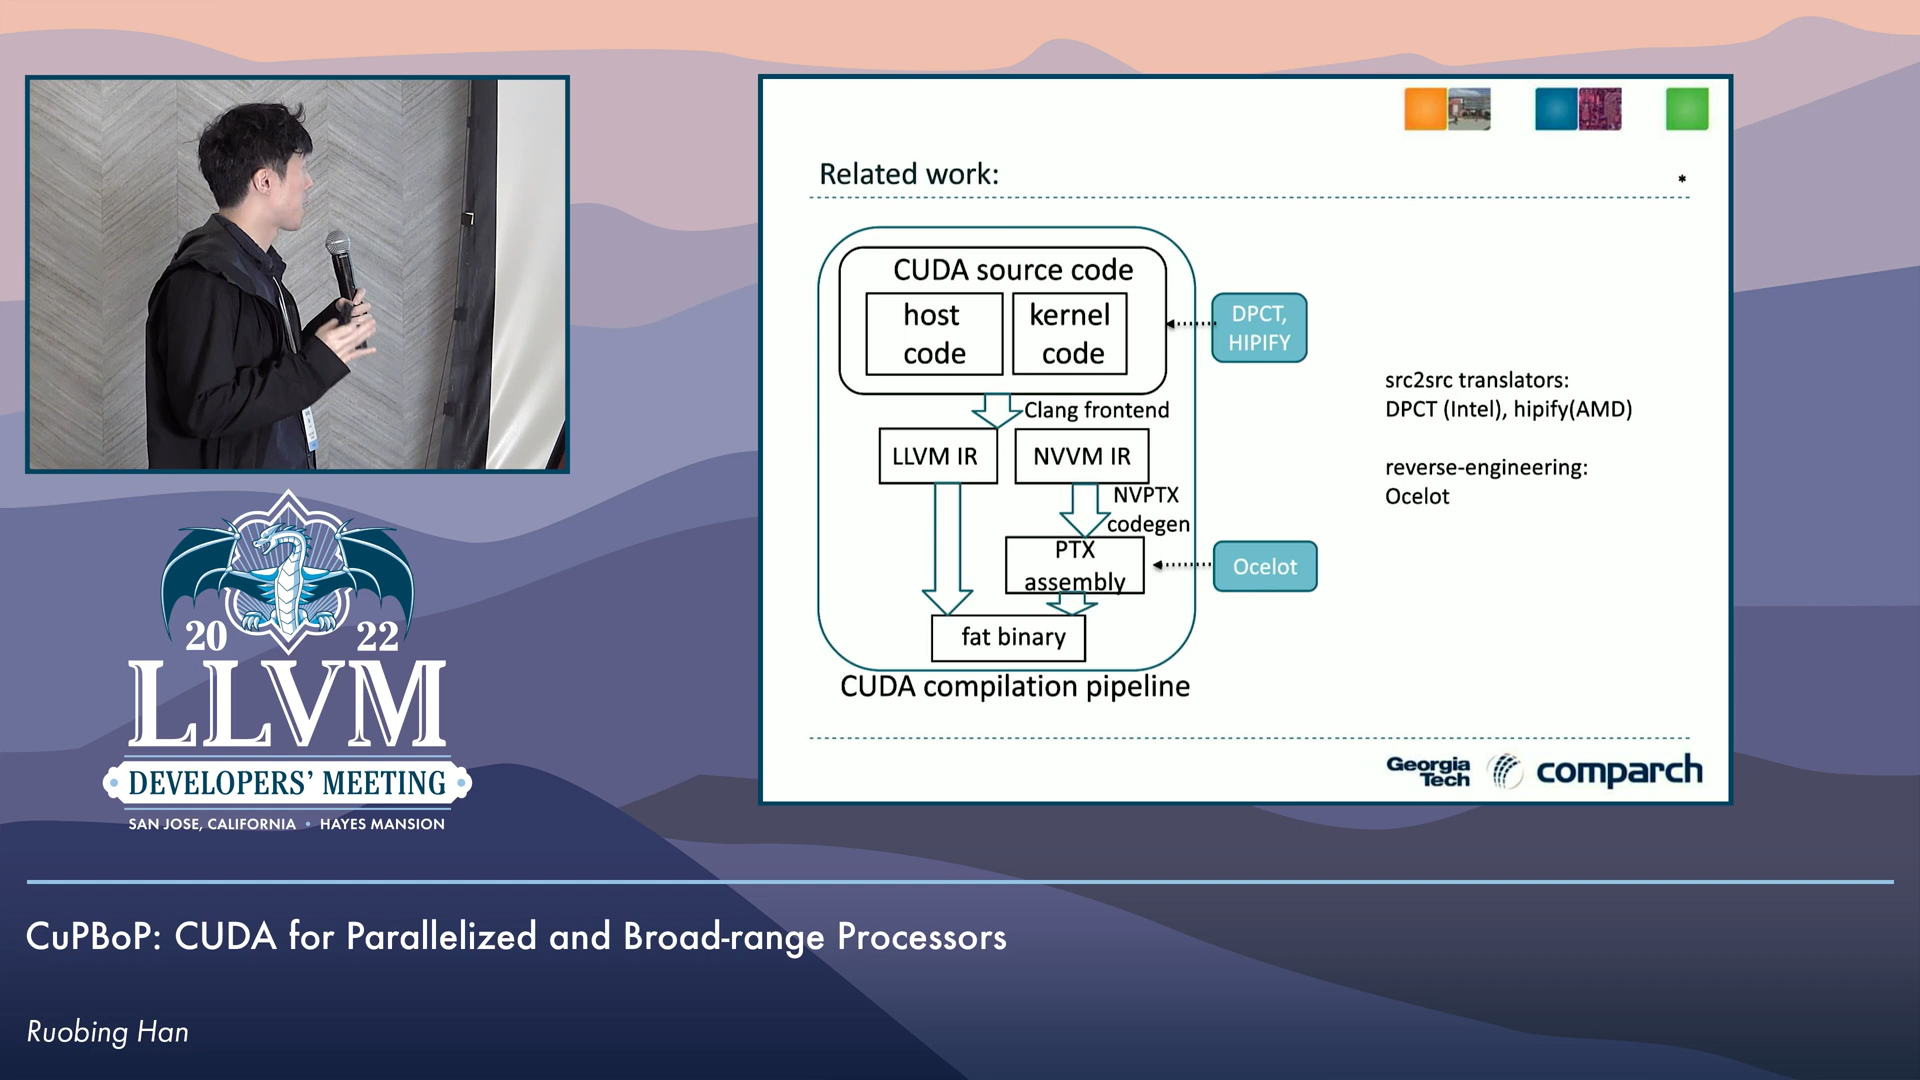 Related work:
*
CUDA source code
host
code
kernel
code
DPCT,
HIPIFY
Clang frontend
LLVM IR
NVVM IR
NVPTX
codegen
PTX
assembly
Ocelot
fat binary
CUDA compilation pipeline
src2src translators:
DPCT (Intel), hipify(AMD)
reverse-engineering:
Ocelot
Georgia
Tech
comparch
20 22
LLVM
DEVELOPERS' MEETING
SAN JOSE, CALIFORNIA • HAYES MANSION
CuPBoP: CUDA for Parallelized and Broad-range Processors
Ruobing Han